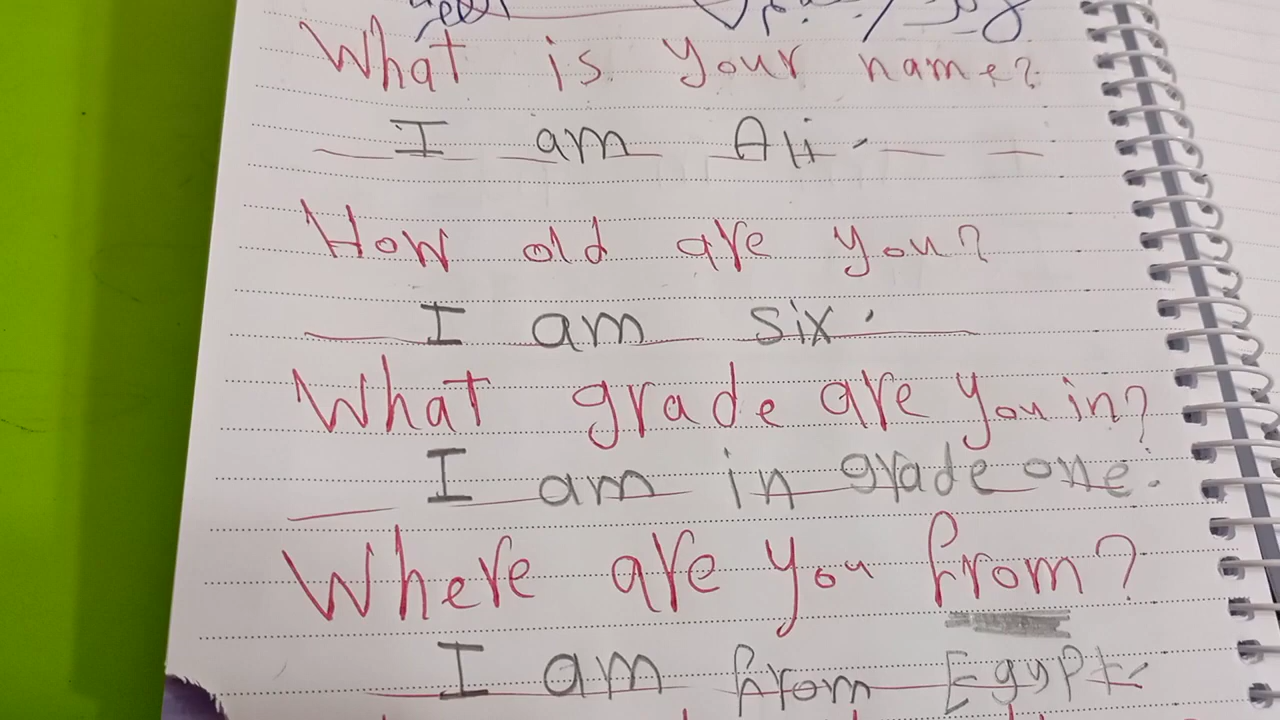 What is your name?
I am Ali.
How old are you?
I am six.
What grade are you in?
I am in grade one.
Where are you from?
I am from Egypt.